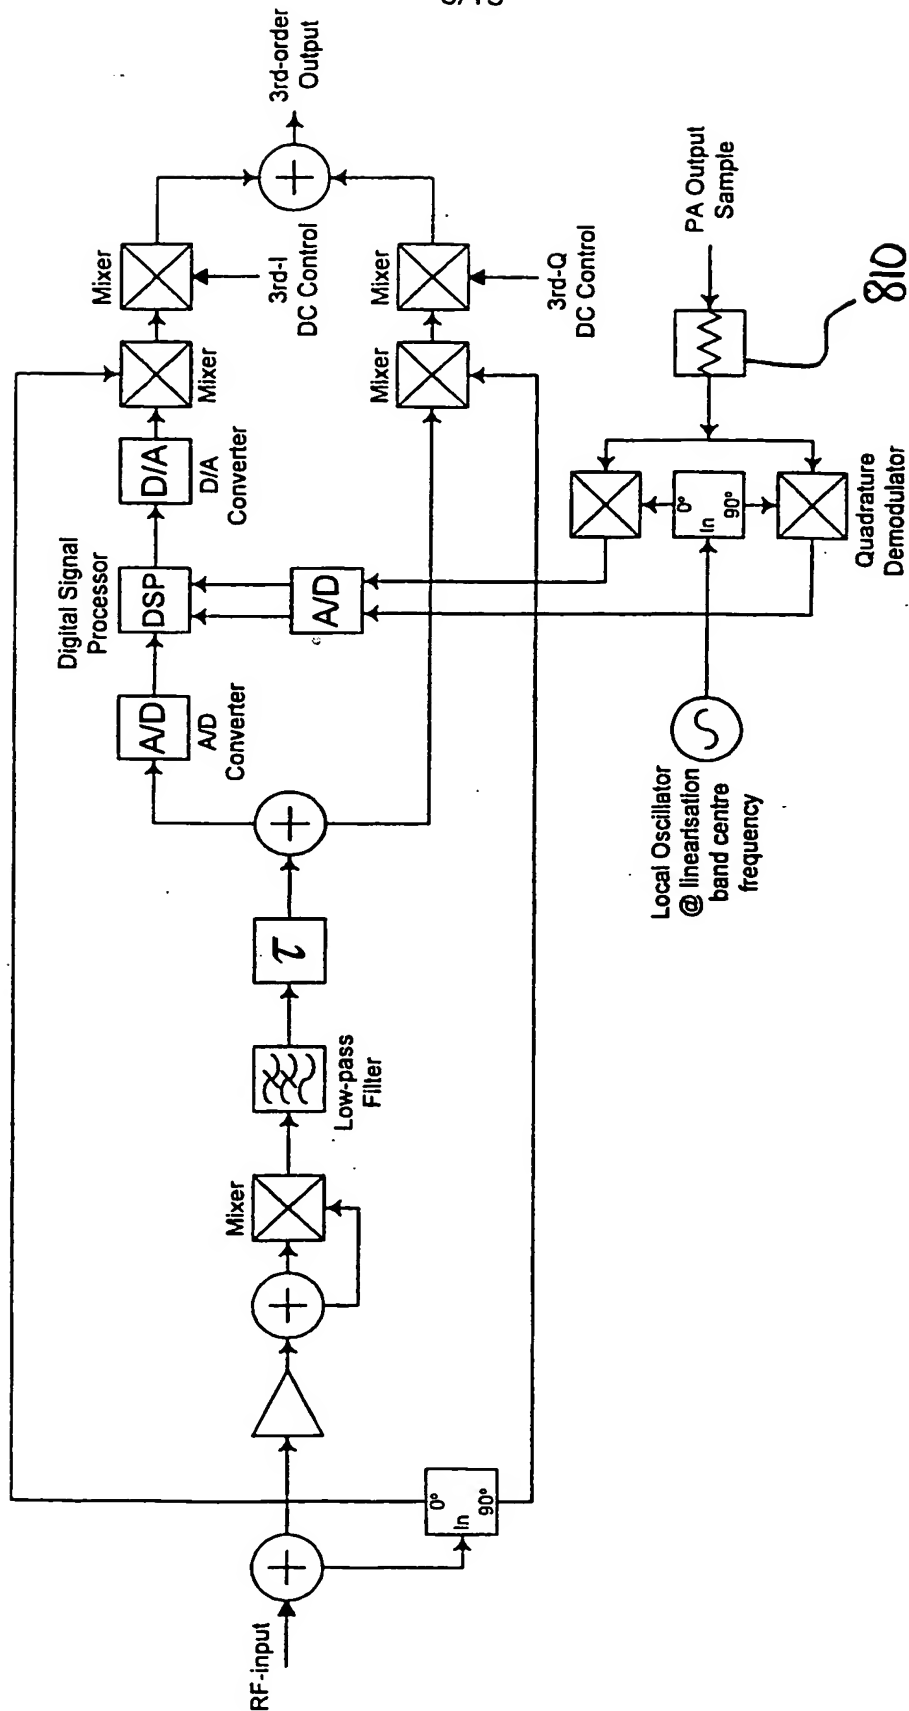 3rd-order
Output
Mixer
3rd-I
DC Control
Mixer
D/A
D/A
Converter
Digital Signal
Processor
DSP
A/D
A/D
A/D
Converter
Mixer
3rd-Q
DC Control
Mixer
PA Output
Sample
810
Quadrature
Demodulator
0°
In
90°
Local Oscillator
@ linearisation
band centre
frequency
τ
Low-pass
Filter
Mixer
0°
In
90°
RF-input